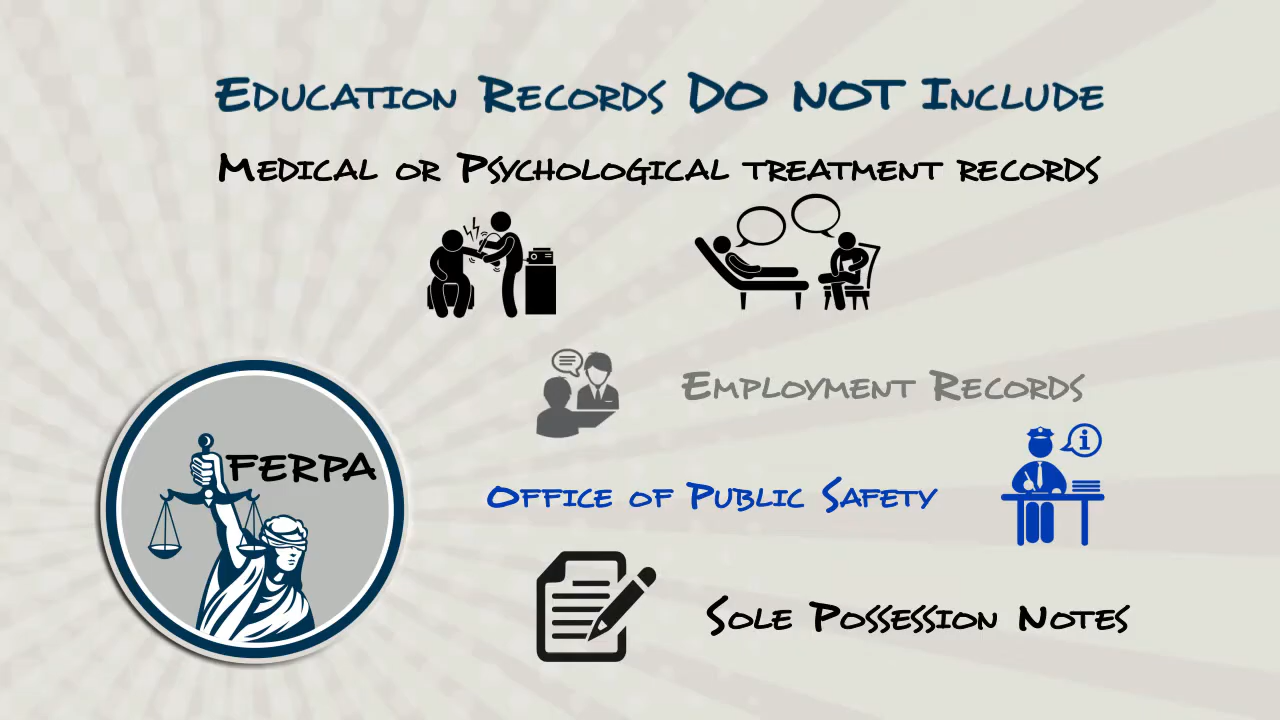 Education Records DO NOT Include
Medical or Psychological treatment records
Employment Records
FERPA
Office of Public Safety
i
Sole Possession Notes